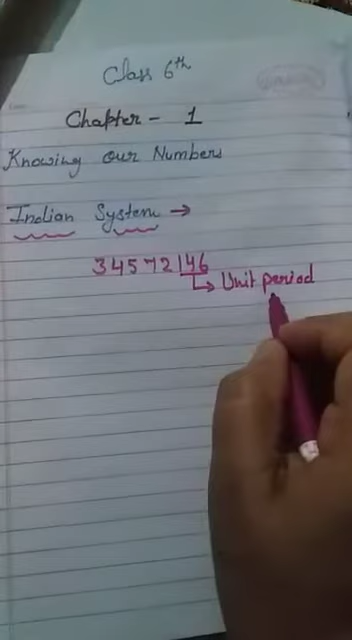 Class 6th
Chapter - 1
Knowing our Numbers
Indian System →
34572146
Unit period